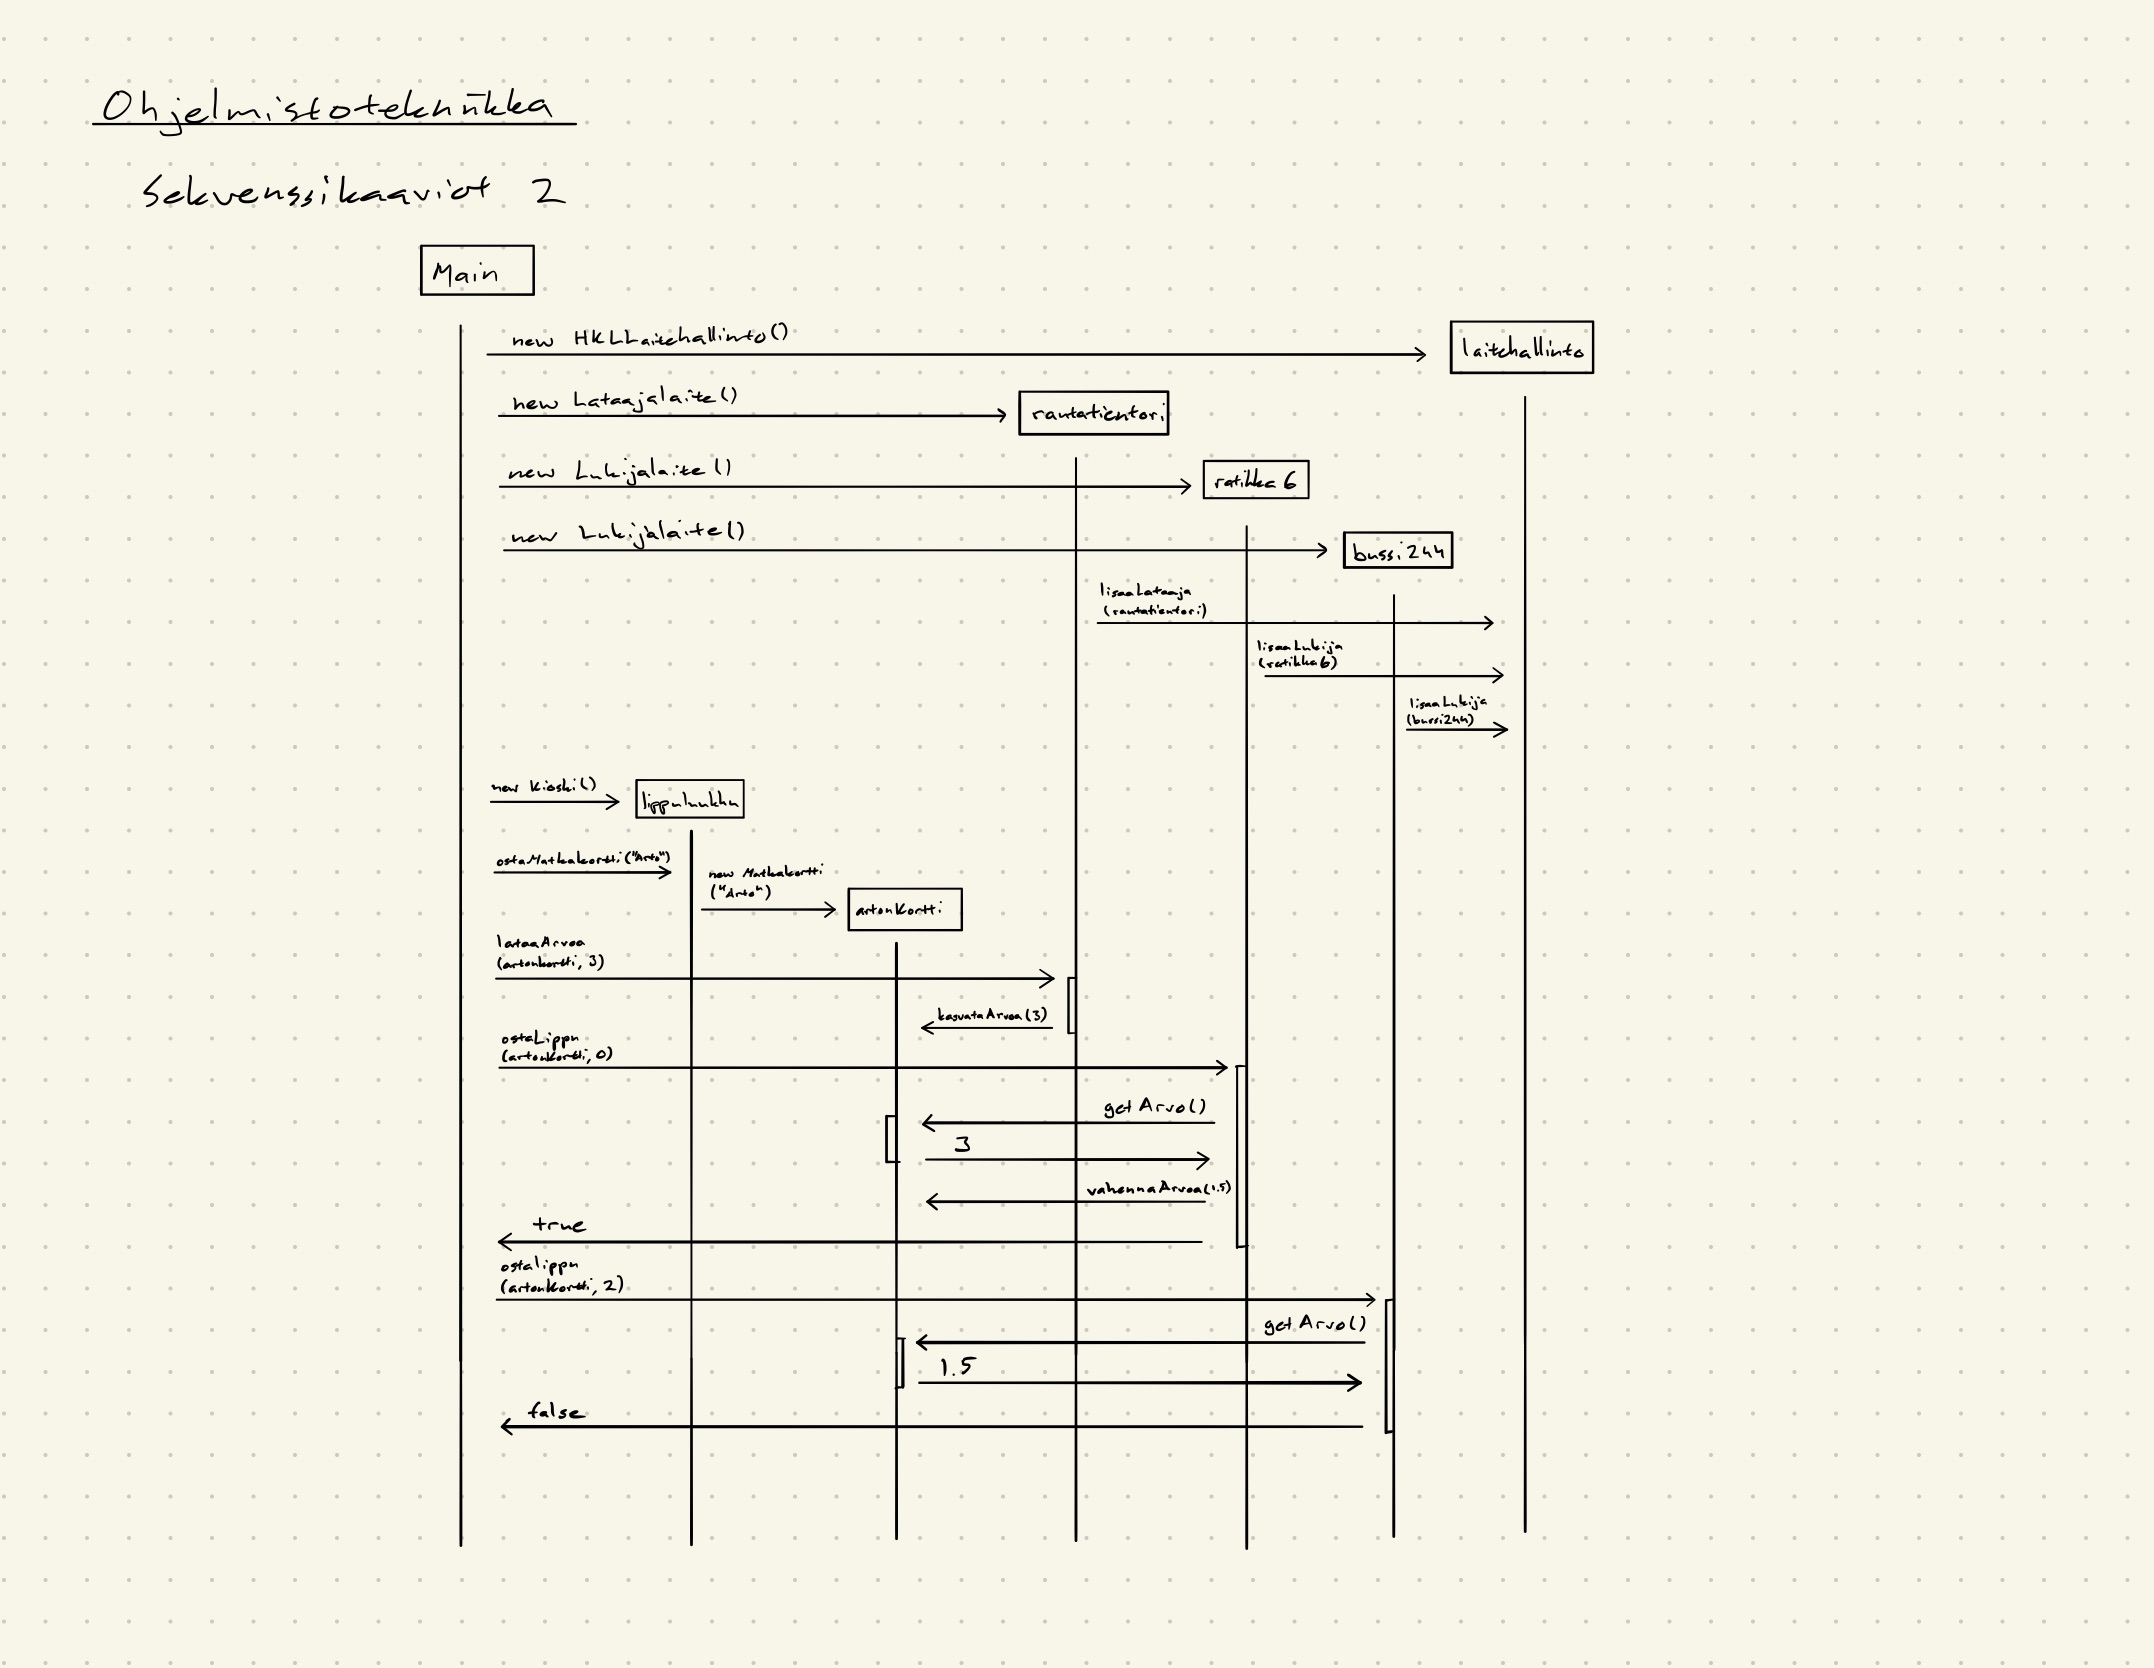 Ohjelmistotekniikka
Sekvenssikaaviot 2
Main
new HKLLaitehallinto()
laitehallinto
new Lataajalaite()
rautatientori
new Lukijalaite()
ratikka6
new Lukijalaite()
bussi244
lisaaLataaja
(rautatientori)
lisaaLukija
(ratikka6)
lisaaLukija
(bussi244)
new Kioski()
lippuluukku
ostaMatkakortti("Arto")
new Matkakortti
("Arto")
artonKortti
lataaArvoa
(artonkortti, 3)
kasvataArvoa(3)
ostaLippu
(artonKortti, 0)
getArvo()
3
vahennaArvoa(1.5)
true
ostalippu
(artonKortti, 2)
getArvo()
1.5
false